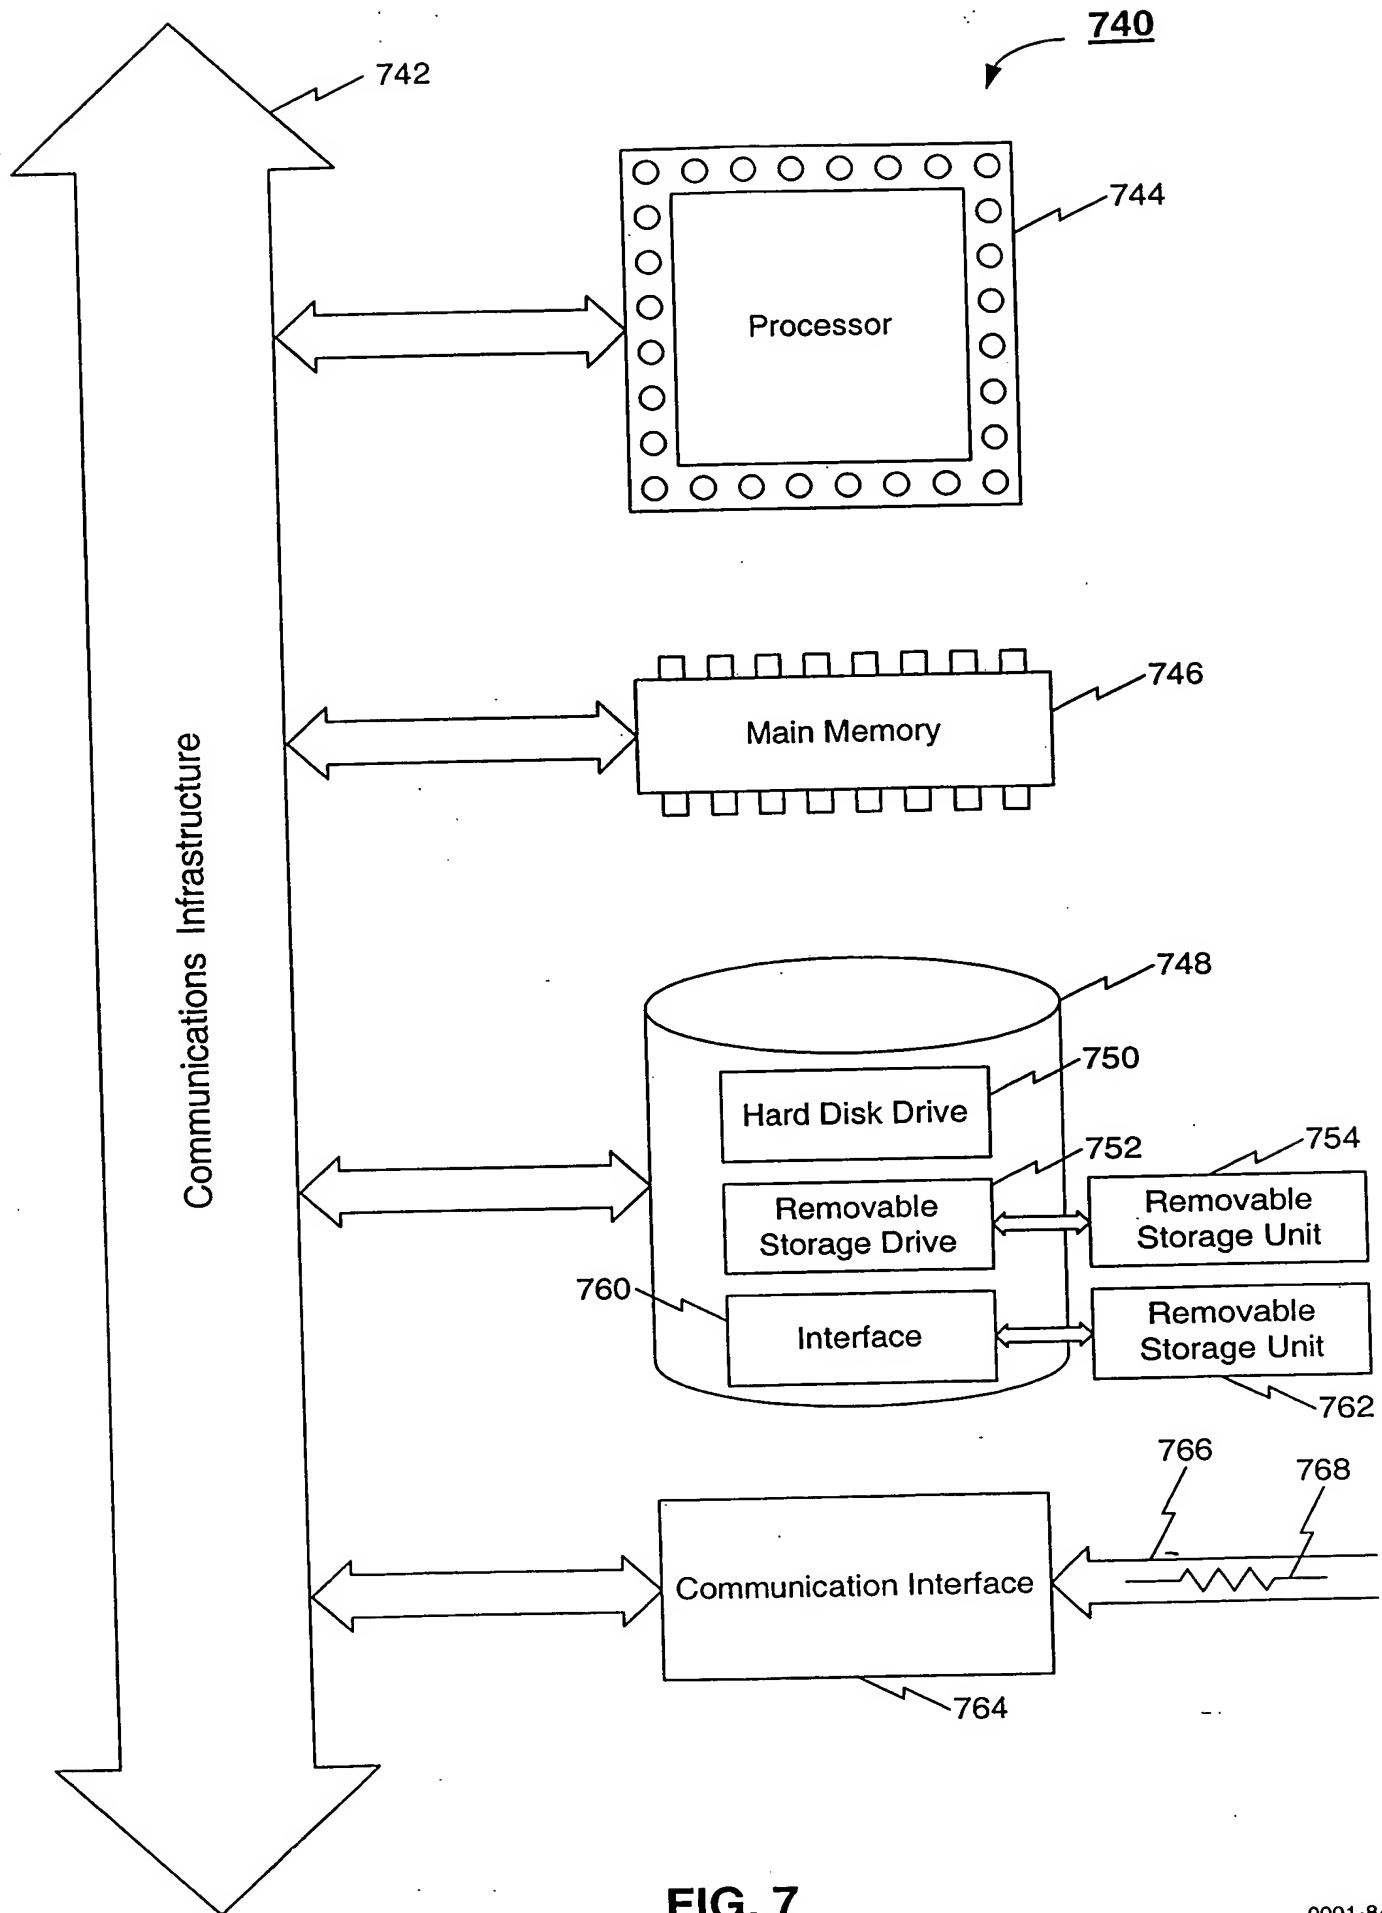 740
742
744
Processor
746
Main Memory
Communications Infrastructure
748
750
Hard Disk Drive
752
754
Removable
Storage Drive
Removable
Storage Unit
760
Interface
Removable
Storage Unit
762
766
768
Communication Interface
764
FIG. 7